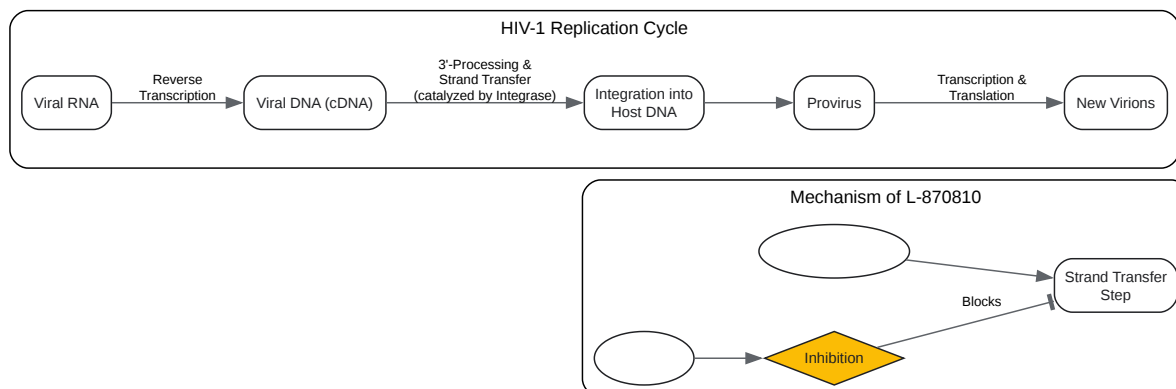 HIV-1 Replication Cycle
Viral RNA
Reverse
Transcription
Viral DNA (cDNA)
3'-Processing &
Strand Transfer
(catalyzed by Integrase)
Integration into
Host DNA
Provirus
Transcription &
Translation
New Virions
Mechanism of L-870810
Strand Transfer
Step
Blocks
Inhibition